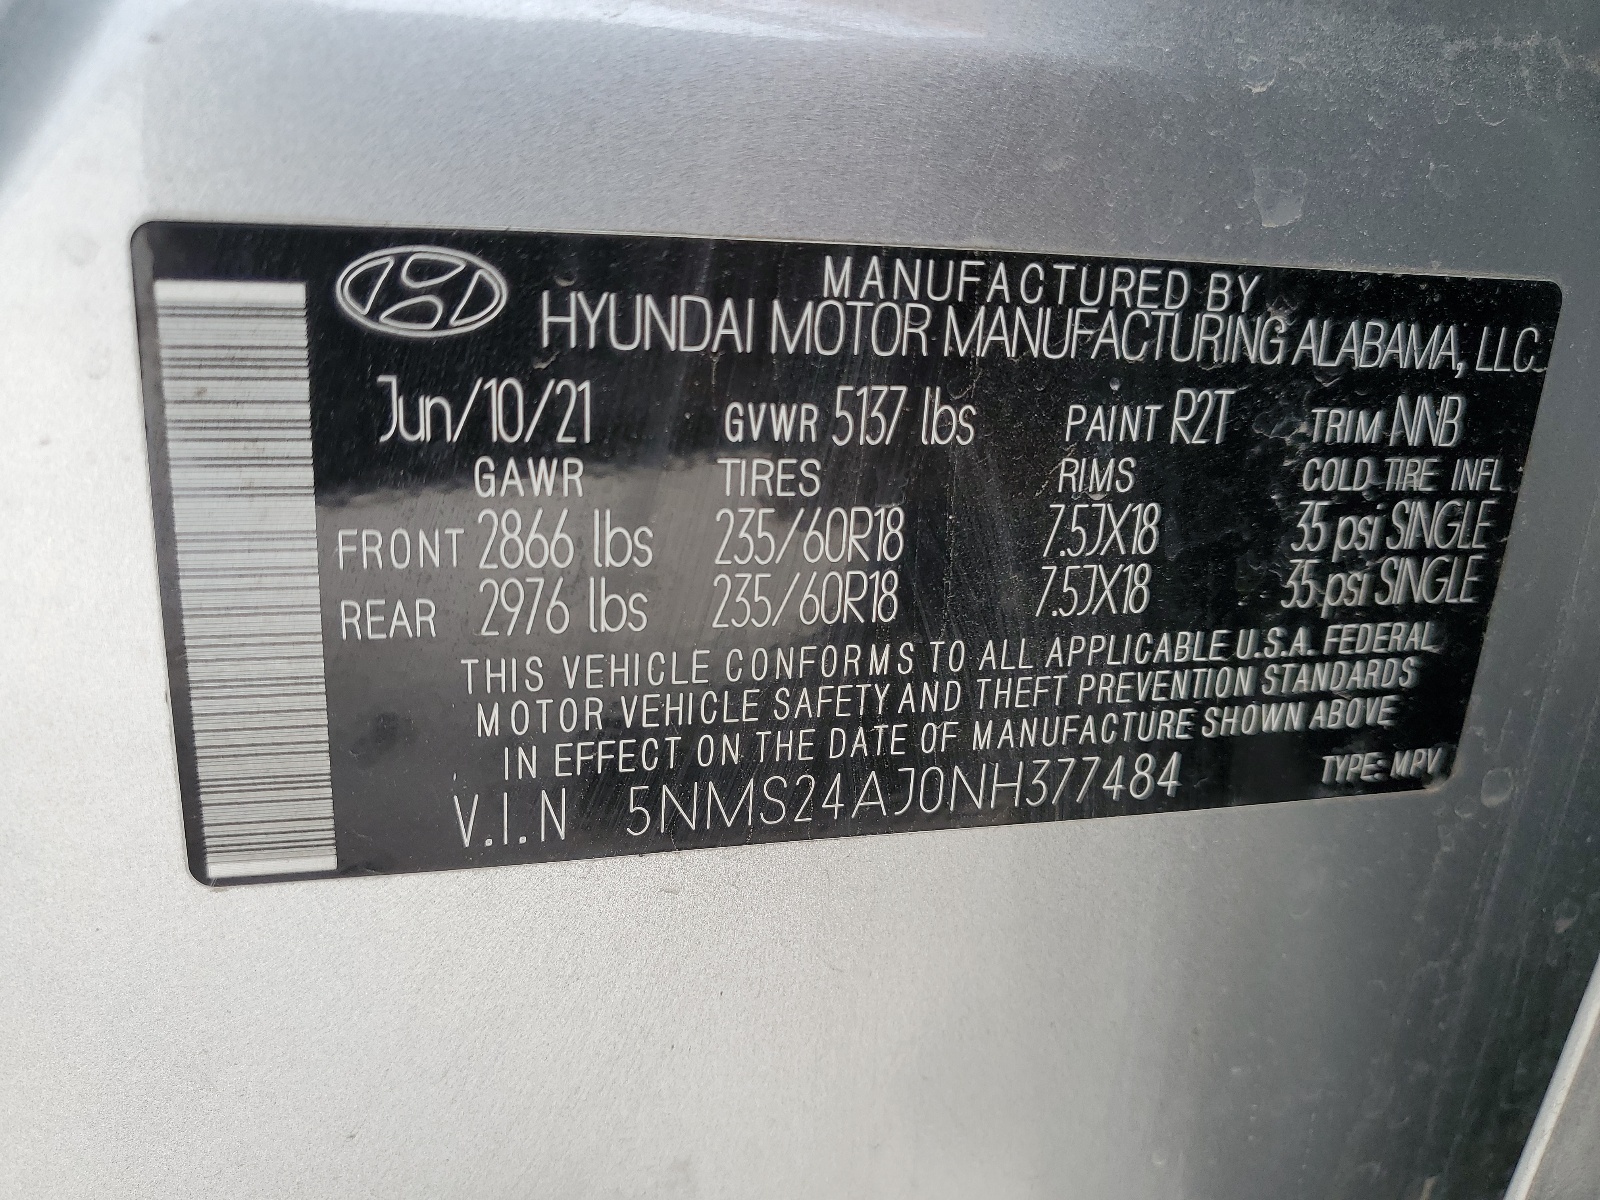 MANUFACTURED BY
HYUNDAI MOTOR MANUFACTURING ALABAMA, LLC.
Jun/10/21 GVWR 5137 lbs PAINT R2T TRIM NNB
GAWR TIRES RIMS COLD TIRE INFL
FRONT 2866 lbs 235/60R18 7.5JX18 35 psi SINGLE
REAR 2976 lbs 235/60R18 7.5JX18 35 psi SINGLE
THIS VEHICLE CONFORMS TO ALL APPLICABLE U.S.A. FEDERAL
MOTOR VEHICLE SAFETY AND THEFT PREVENTION STANDARDS
IN EFFECT ON THE DATE OF MANUFACTURE SHOWN ABOVE
V.I.N 5NMS24AJ0NH377484 TYPE: MPV